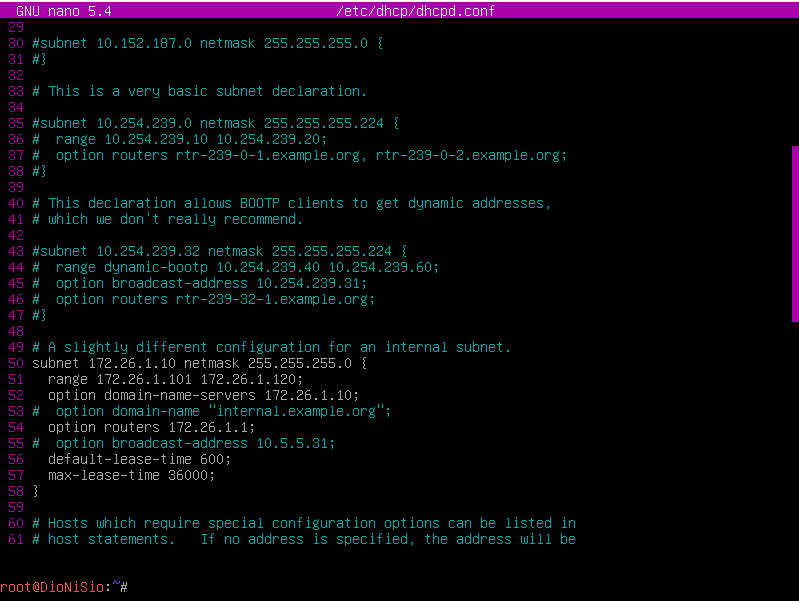 GNU nano 5.4 /etc/dhcp/dhcpd.conf
29
30 #subnet 10.152.187.0 netmask 255.255.255.0 {
31 #}
32
33 # This is a very basic subnet declaration.
34
35 #subnet 10.254.239.0 netmask 255.255.255.224 {
36 #  range 10.254.239.10 10.254.239.20;
37 #  option routers rtr-239-0-1.example.org, rtr-239-0-2.example.org;
38 #}
39
40 # This declaration allows BOOTP clients to get dynamic addresses,
41 # which we don't really recommend.
42
43 #subnet 10.254.239.32 netmask 255.255.255.224 {
44 #  range dynamic-bootp 10.254.239.40 10.254.239.60;
45 #  option broadcast-address 10.254.239.31;
46 #  option routers rtr-239-32-1.example.org;
47 #}
48
49 # A slightly different configuration for an internal subnet.
50 subnet 172.26.1.10 netmask 255.255.255.0 {
51   range 172.26.1.101 172.26.1.120;
52   option domain-name-servers 172.26.1.10;
53 #  option domain-name "internal.example.org";
54   option routers 172.26.1.1;
55 #  option broadcast-address 10.5.5.31;
56   default-lease-time 600;
57   max-lease-time 36000;
58 }
59
60 # Hosts which require special configuration options can be listed in
61 # host statements.   If no address is specified, the address will be
root@DioNiSio:~#